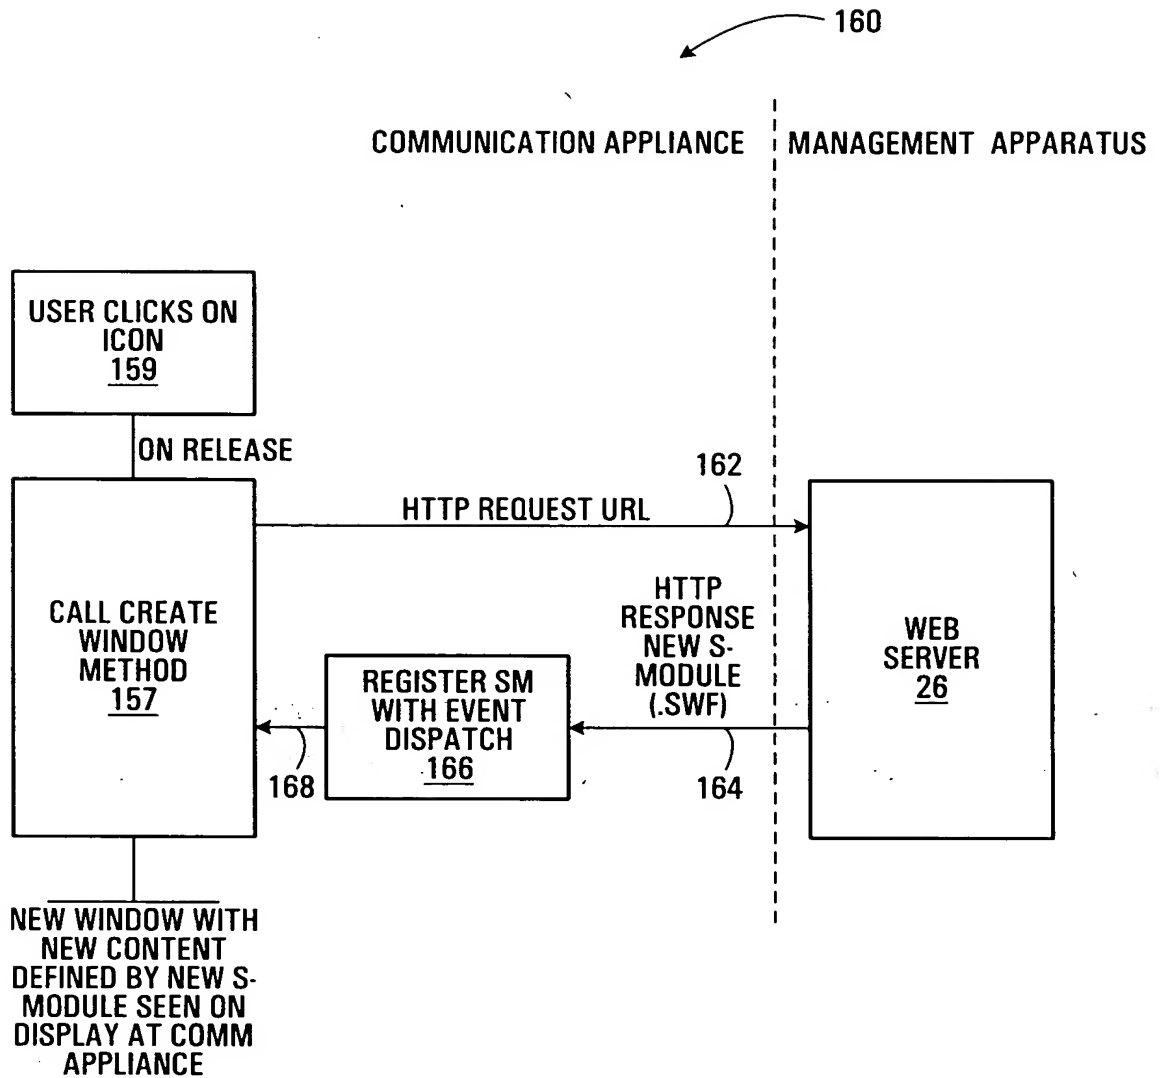 160
COMMUNICATION APPLIANCE
MANAGEMENT APPARATUS
USER CLICKS ON
ICON
159
ON RELEASE
162
HTTP REQUEST URL
CALL CREATE
WINDOW
METHOD
157
HTTP
RESPONSE
NEW S-
MODULE
(.SWF)
WEB
SERVER
26
REGISTER SM
WITH EVENT
DISPATCH
166
168
164
NEW WINDOW WITH
NEW CONTENT
DEFINED BY NEW S-
MODULE SEEN ON
DISPLAY AT COMM
APPLIANCE